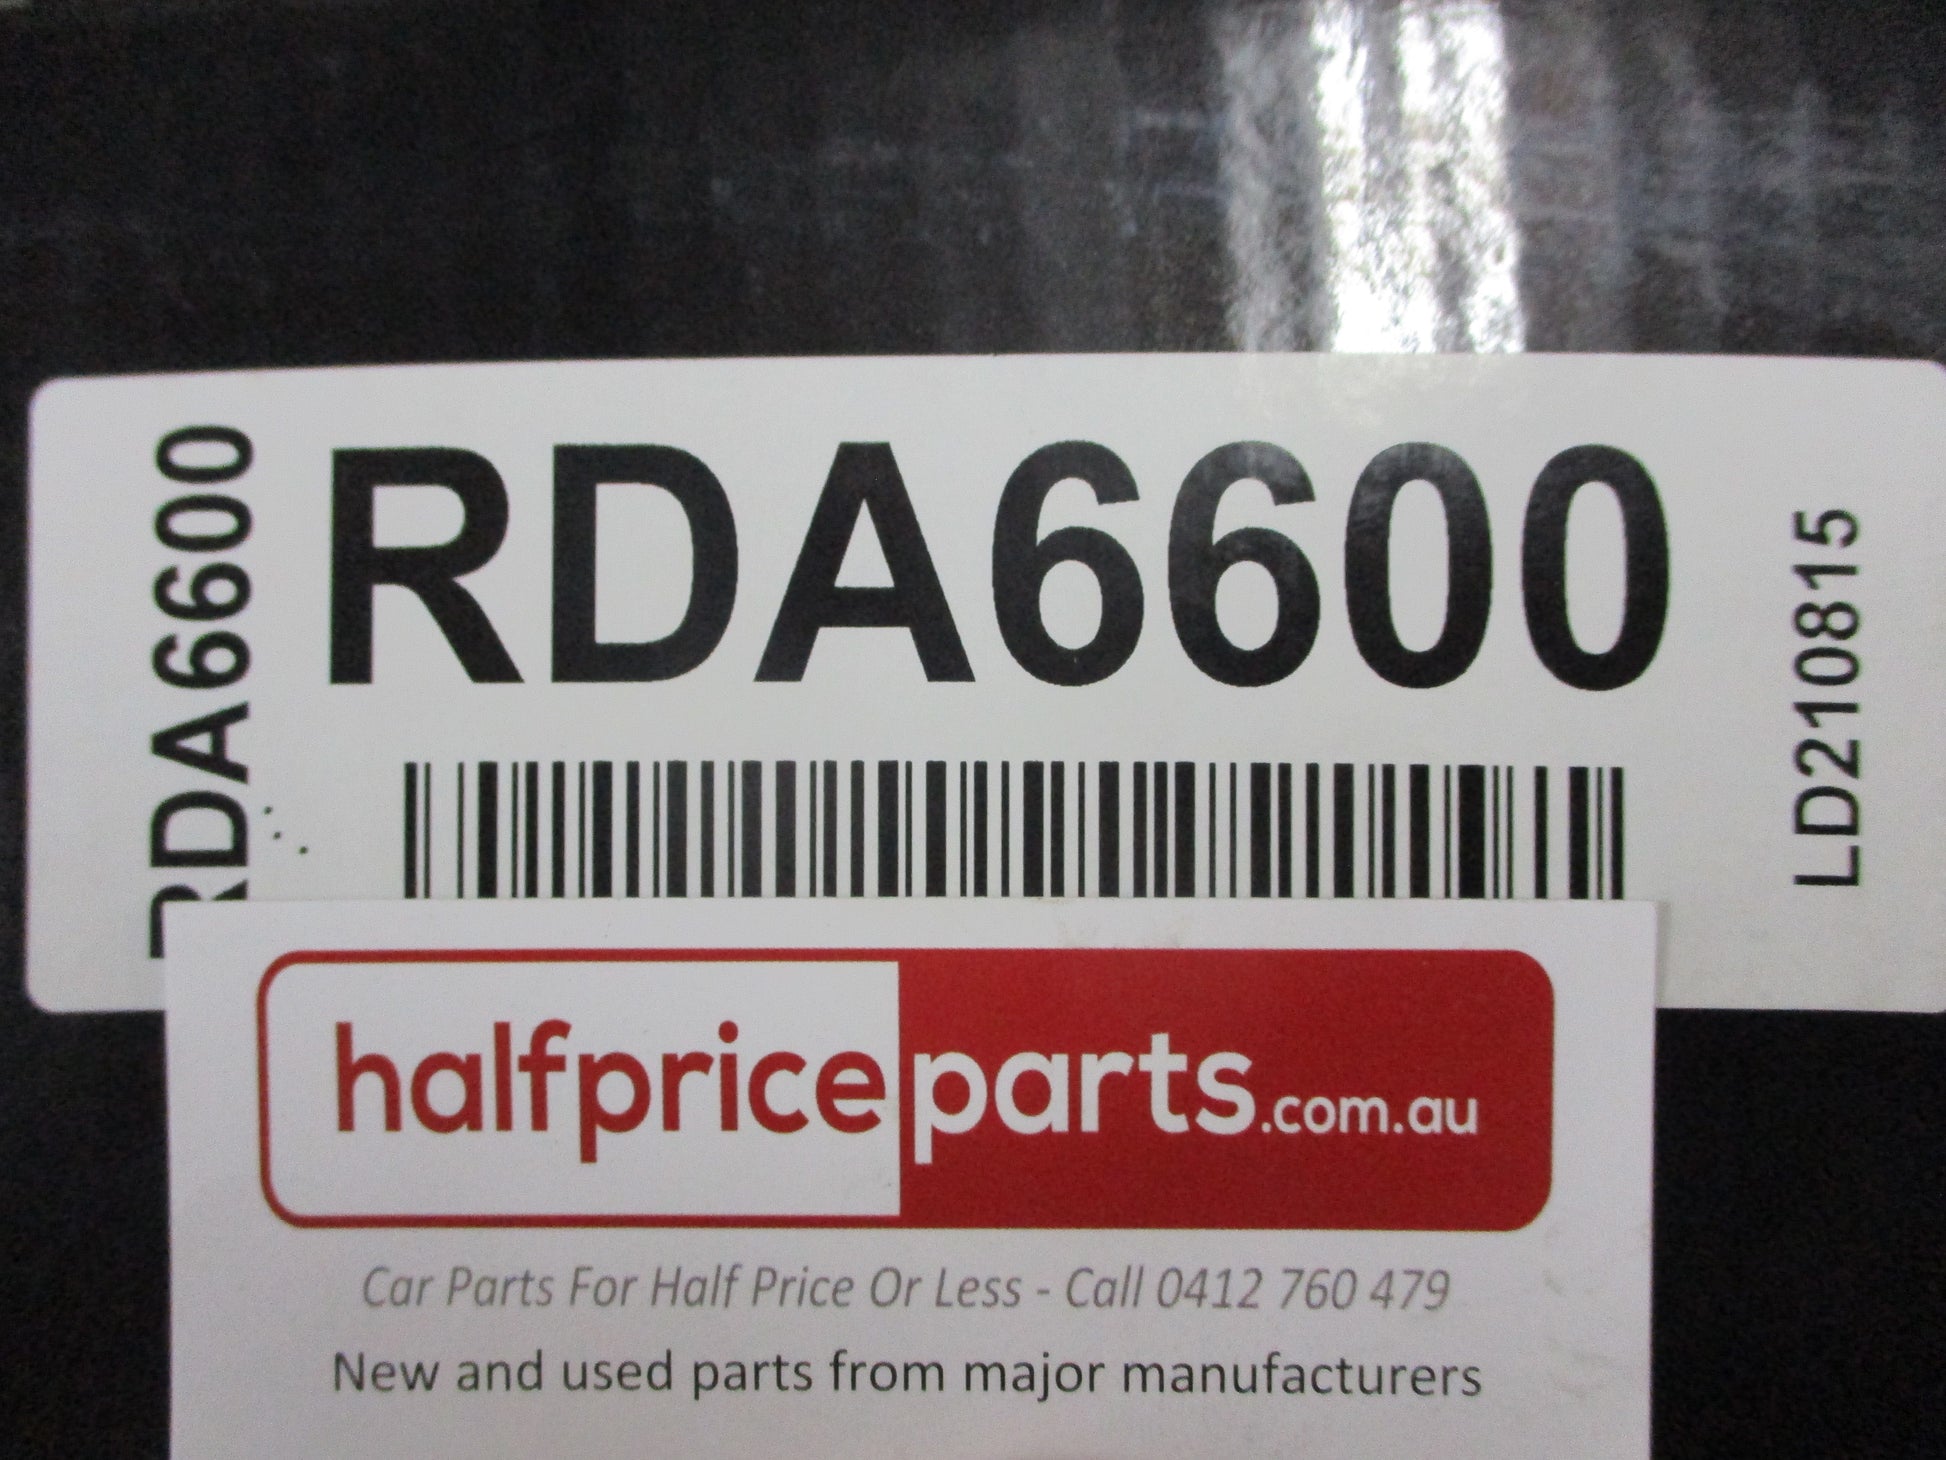 RDA6600
RDA6600
LD210815
halfpriceparts.com.au
Car Parts For Half Price Or Less - Call 0412 760 479
New and used parts from major manufacturers